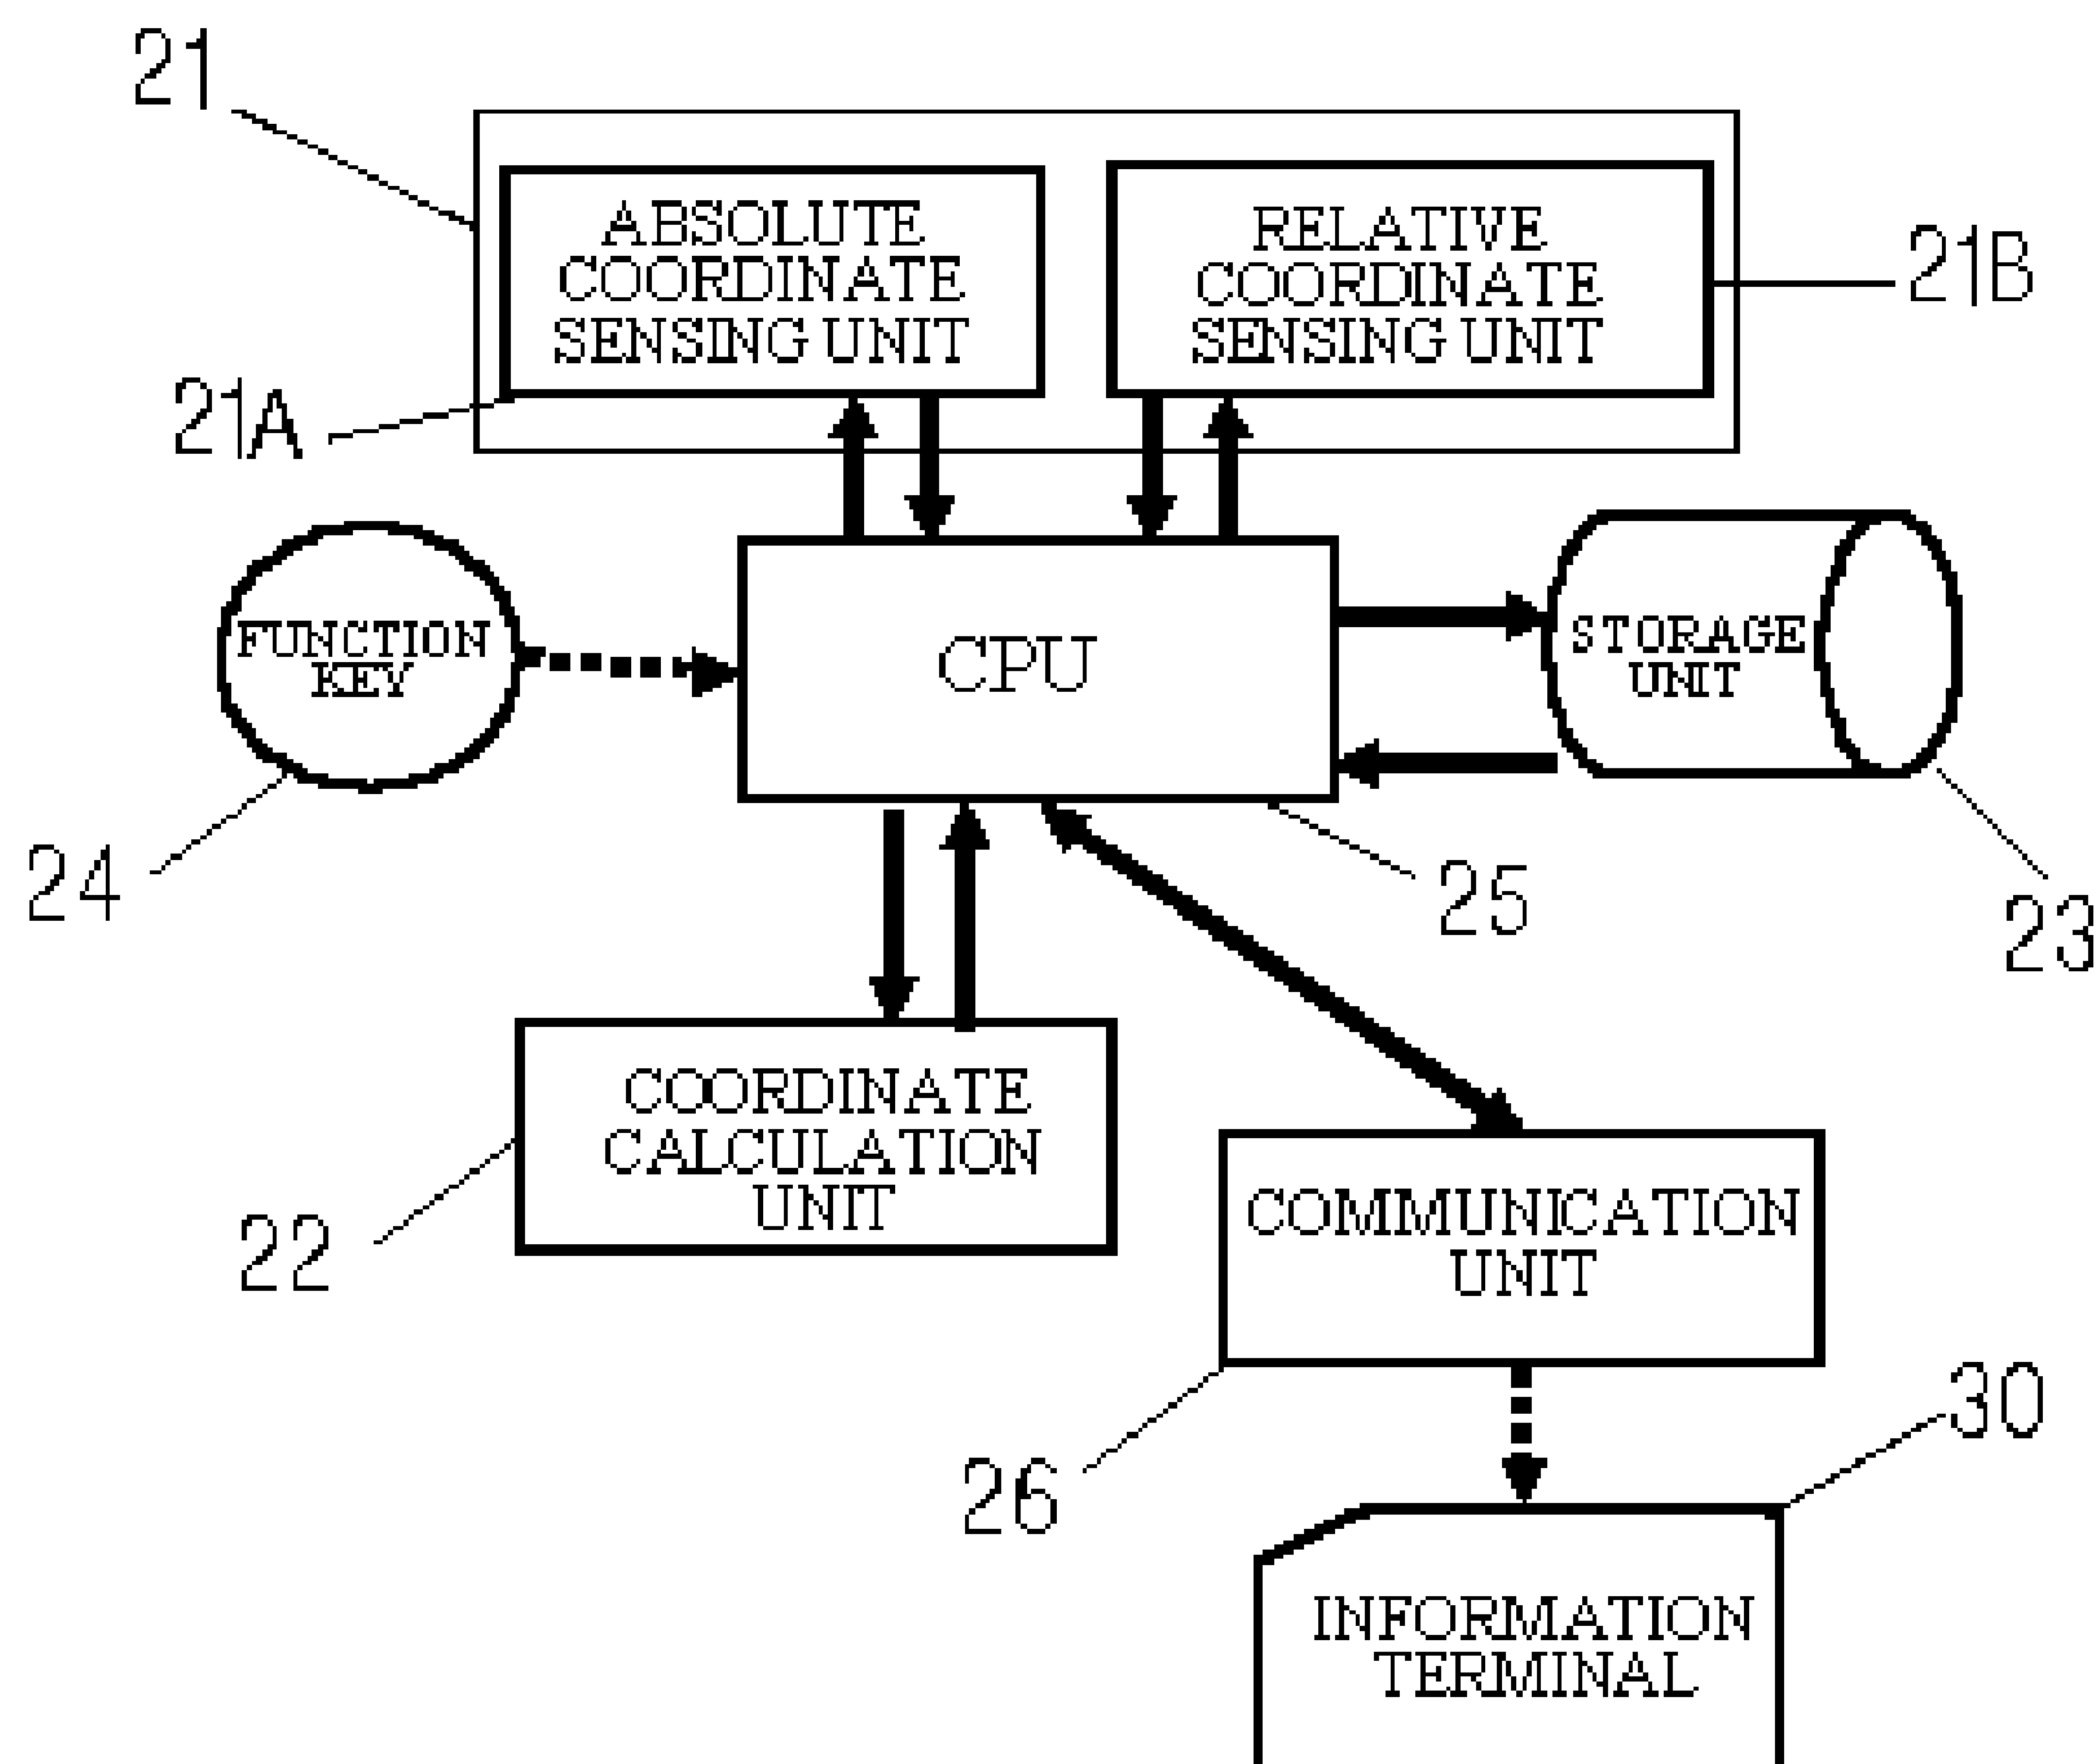 21
ABSOLUTE
COORDINATE
SENSING UNIT
RELATIVE
COORDINATE
SENSING UNIT
21B
21A
FUNCTION
KEY
CPU
STORAGE
UNIT
24
25
23
COORDINATE
CALCULATION
UNIT
22
COMMUNICATION
UNIT
26
30
INFORMATION
TERMINAL